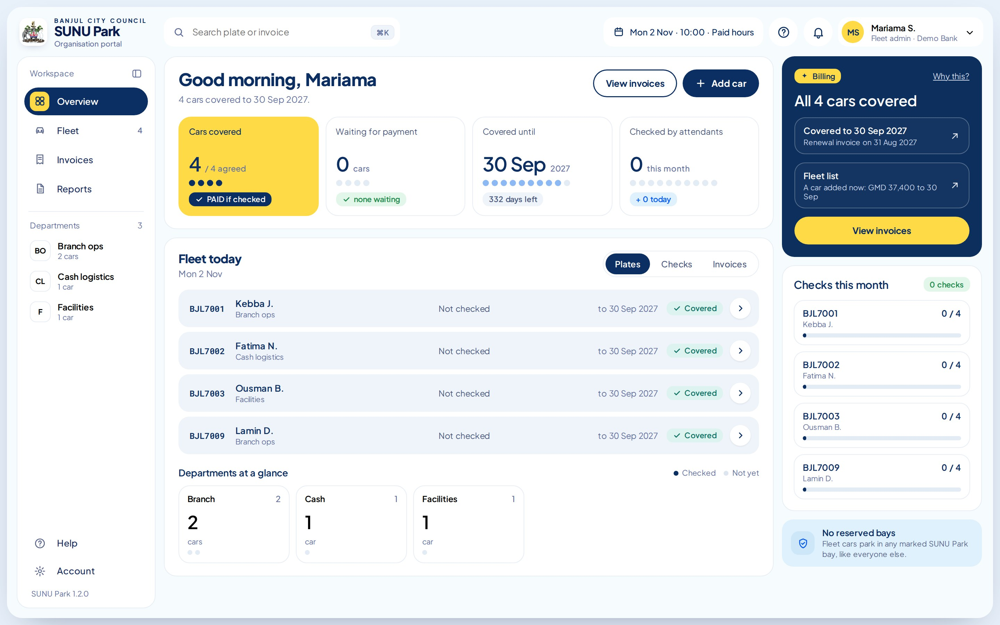 BANJUL CITY COUNCIL
SUNU Park
Organisation portal
Search plate or invoice
⌘K
Mon 2 Nov · 10:00 · Paid hours
MS
Mariama S.
Fleet admin · Demo Bank
Workspace
Overview
Fleet 4
Invoices
Reports
Departments 3
BO
Branch ops
2 cars
CL
Cash logistics
1 car
F
Facilities
1 car
Help
Account
SUNU Park 1.2.0
Good morning, Mariama
4 cars covered to 30 Sep 2027.
View invoices
+ Add car
Cars covered
4 / 4 agreed
PAID if checked
Waiting for payment
0 cars
none waiting
Covered until
30 Sep 2027
332 days left
Checked by attendants
0 this month
+ 0 today
Fleet today
Mon 2 Nov
Plates Checks Invoices
BJL7001
Kebba J.
Branch ops
Not checked
to 30 Sep 2027
Covered
BJL7002
Fatima N.
Cash logistics
Not checked
to 30 Sep 2027
Covered
BJL7003
Ousman B.
Facilities
Not checked
to 30 Sep 2027
Covered
BJL7009
Lamin D.
Branch ops
Not checked
to 30 Sep 2027
Covered
Departments at a glance
Checked Not yet
Branch 2
2
cars
Cash 1
1
car
Facilities 1
1
car
Billing
Why this?
All 4 cars covered
Covered to 30 Sep 2027
Renewal invoice on 31 Aug 2027
Fleet list
A car added now: GMD 37,400 to 30
Sep
View invoices
Checks this month
0 checks
BJL7001 0 / 4
Kebba J.
BJL7002 0 / 4
Fatima N.
BJL7003 0 / 4
Ousman B.
BJL7009 0 / 4
Lamin D.
No reserved bays
Fleet cars park in any marked SUNU Park
bay, like everyone else.